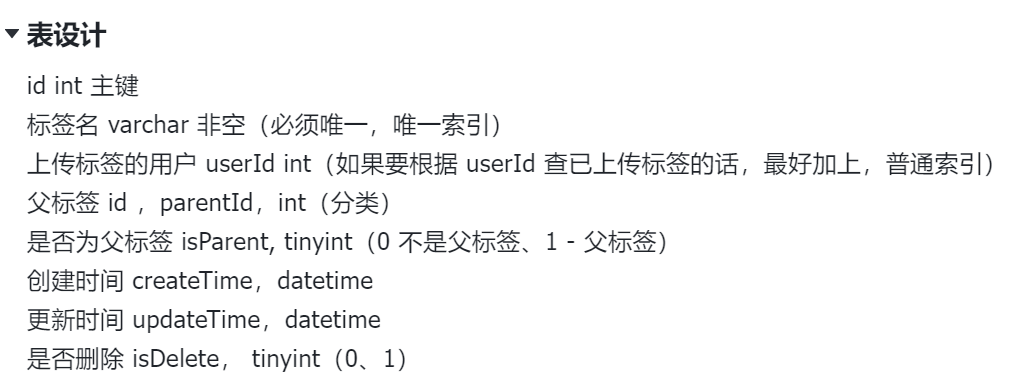 表设计
id int 主键
标签名 varchar 非空（必须唯一，唯一索引）
上传标签的用户 userId int（如果要根据 userId 查已上传标签的话，最好加上，普通索引）
父标签 id ，parentId，int（分类）
是否为父标签 isParent, tinyint（0 不是父标签、1 - 父标签）
创建时间 createTime，datetime
更新时间 updateTime，datetime
是否删除 isDelete， tinyint（0、1）